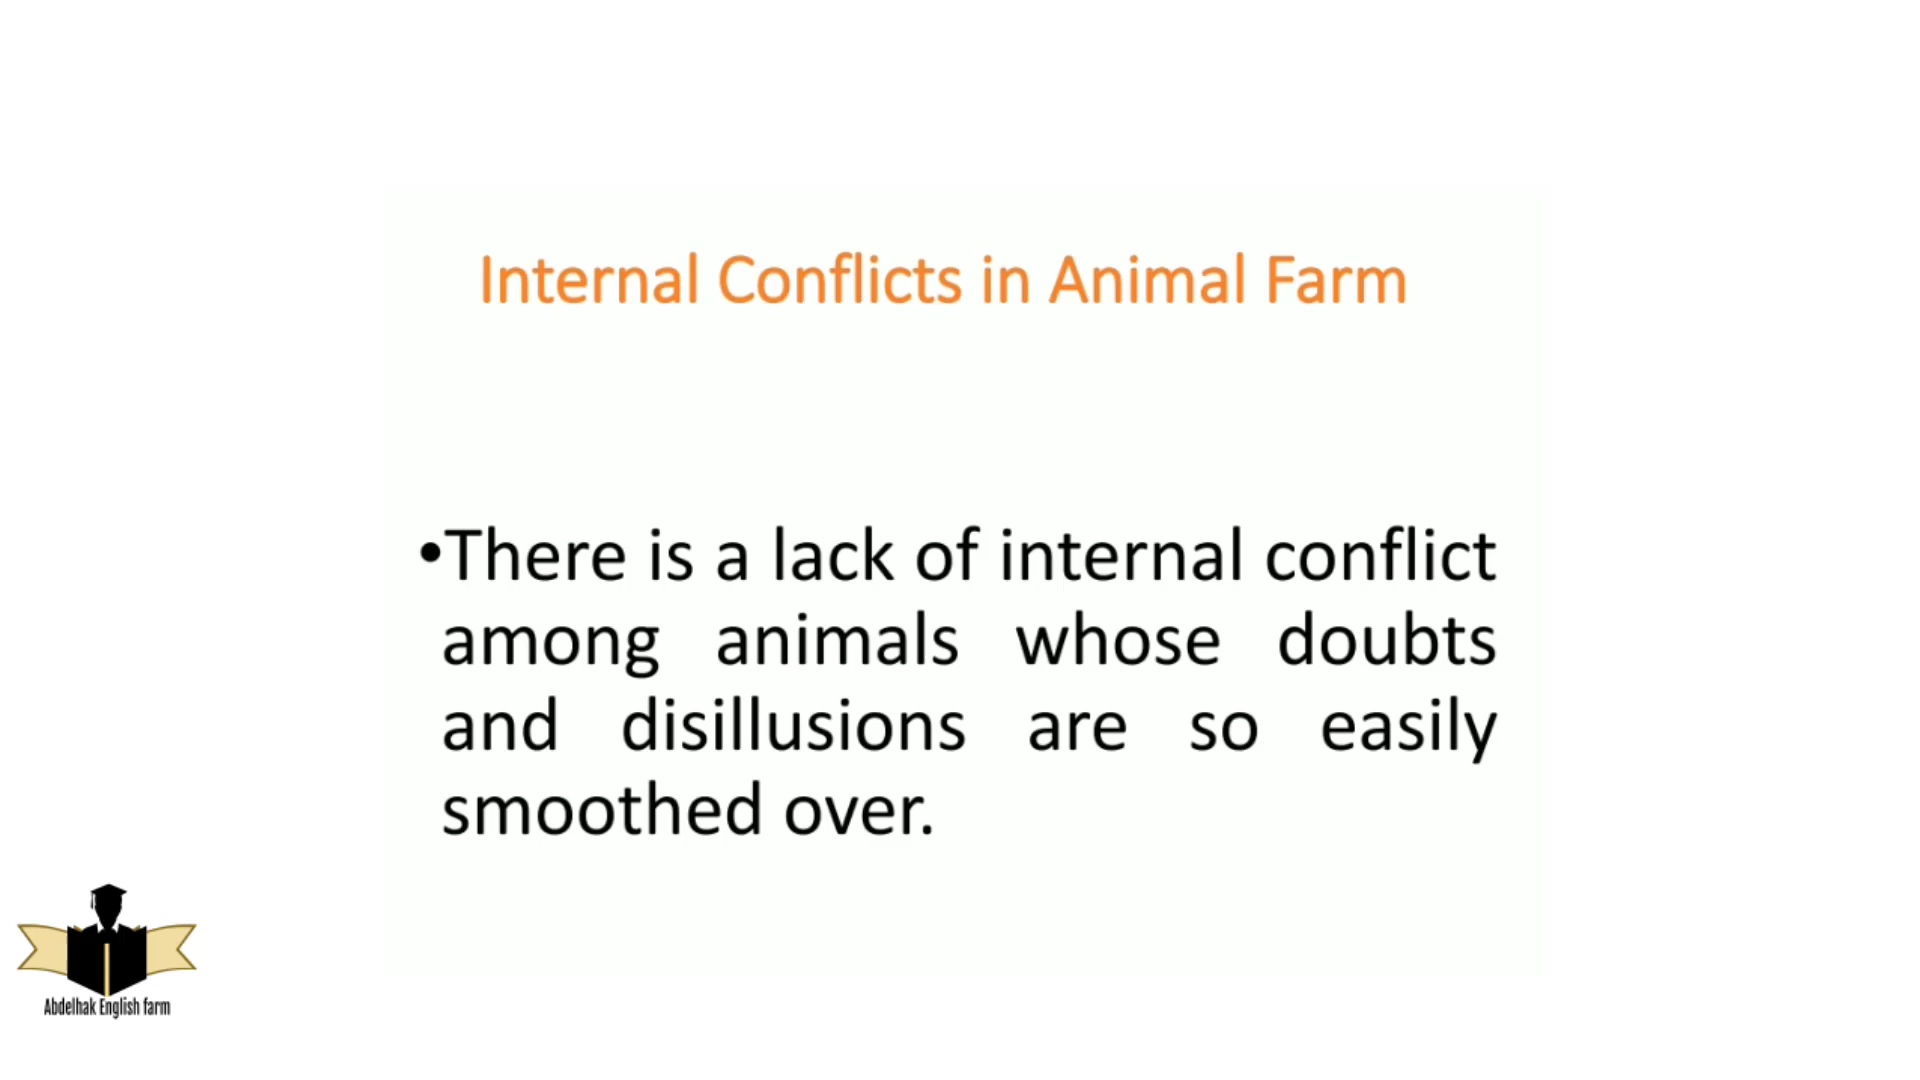 Internal Conflicts in Animal Farm
•There is a lack of internal conflict
among animals whose doubts
and disillusions are so easily
smoothed over.
Abdelhak English farm